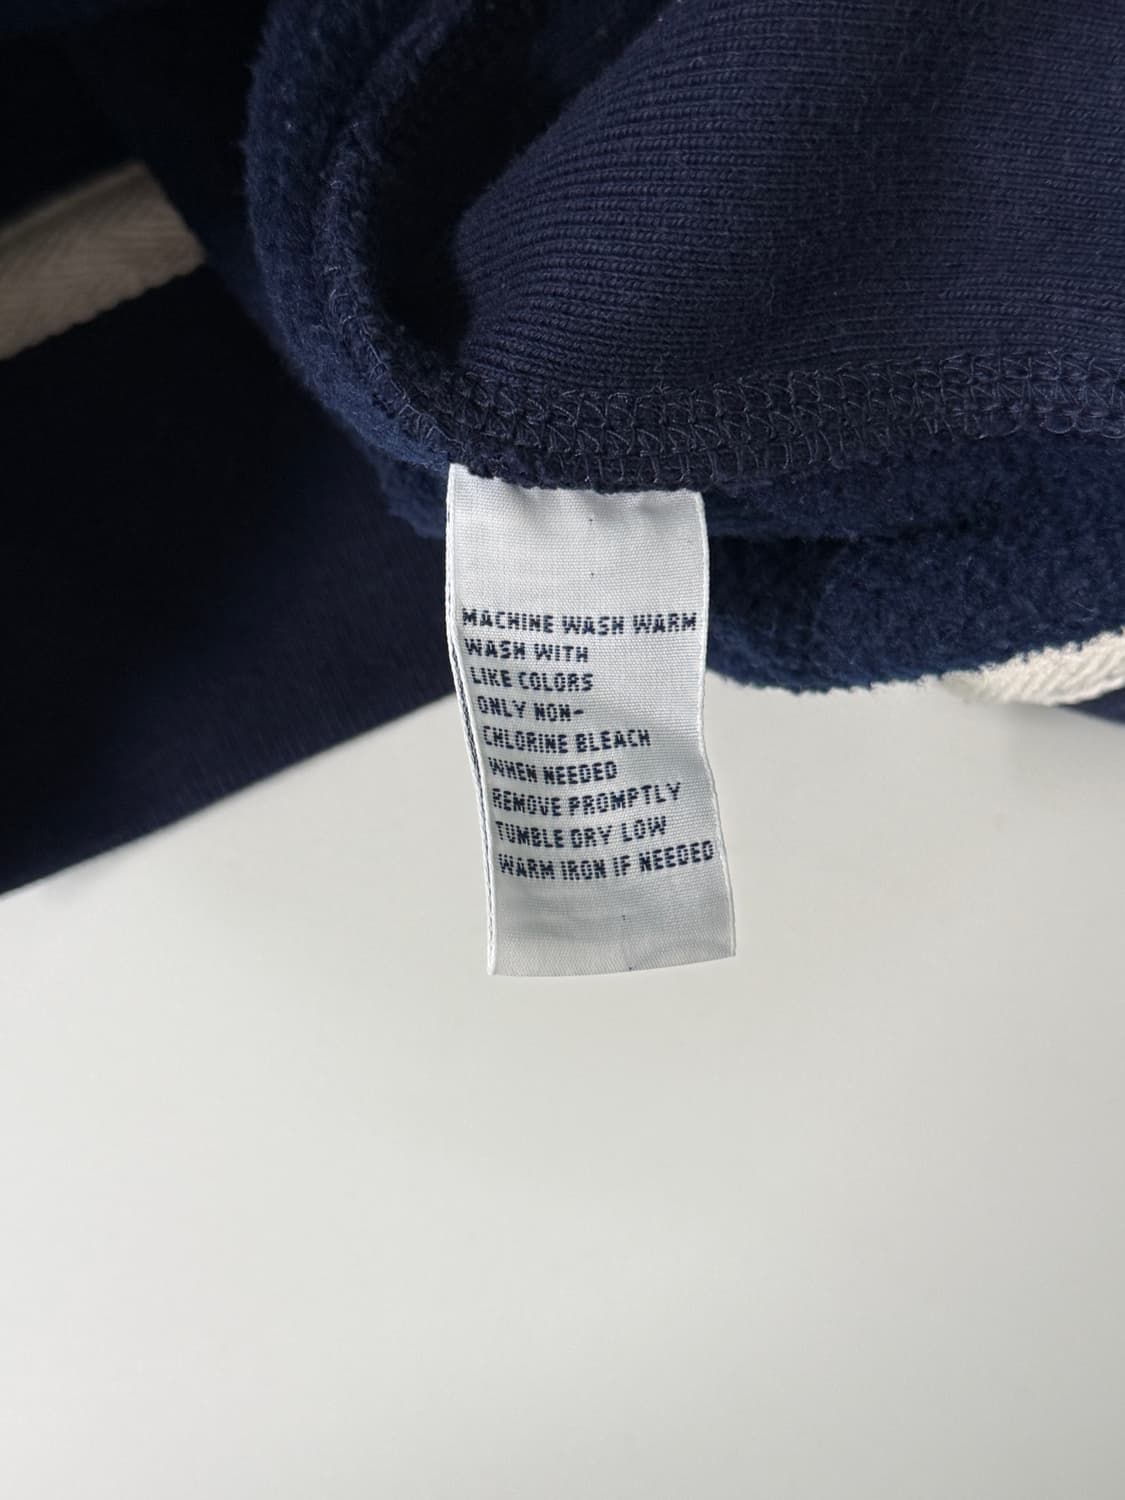 MACHINE WASH WARM
WASH WITH
LIKE COLORS
ONLY NON-
CHLORINE BLEACH
WHEN NEEDED
REMOVE PROMPTLY
TUMBLE DRY LOW
WARM IRON IF NEEDED